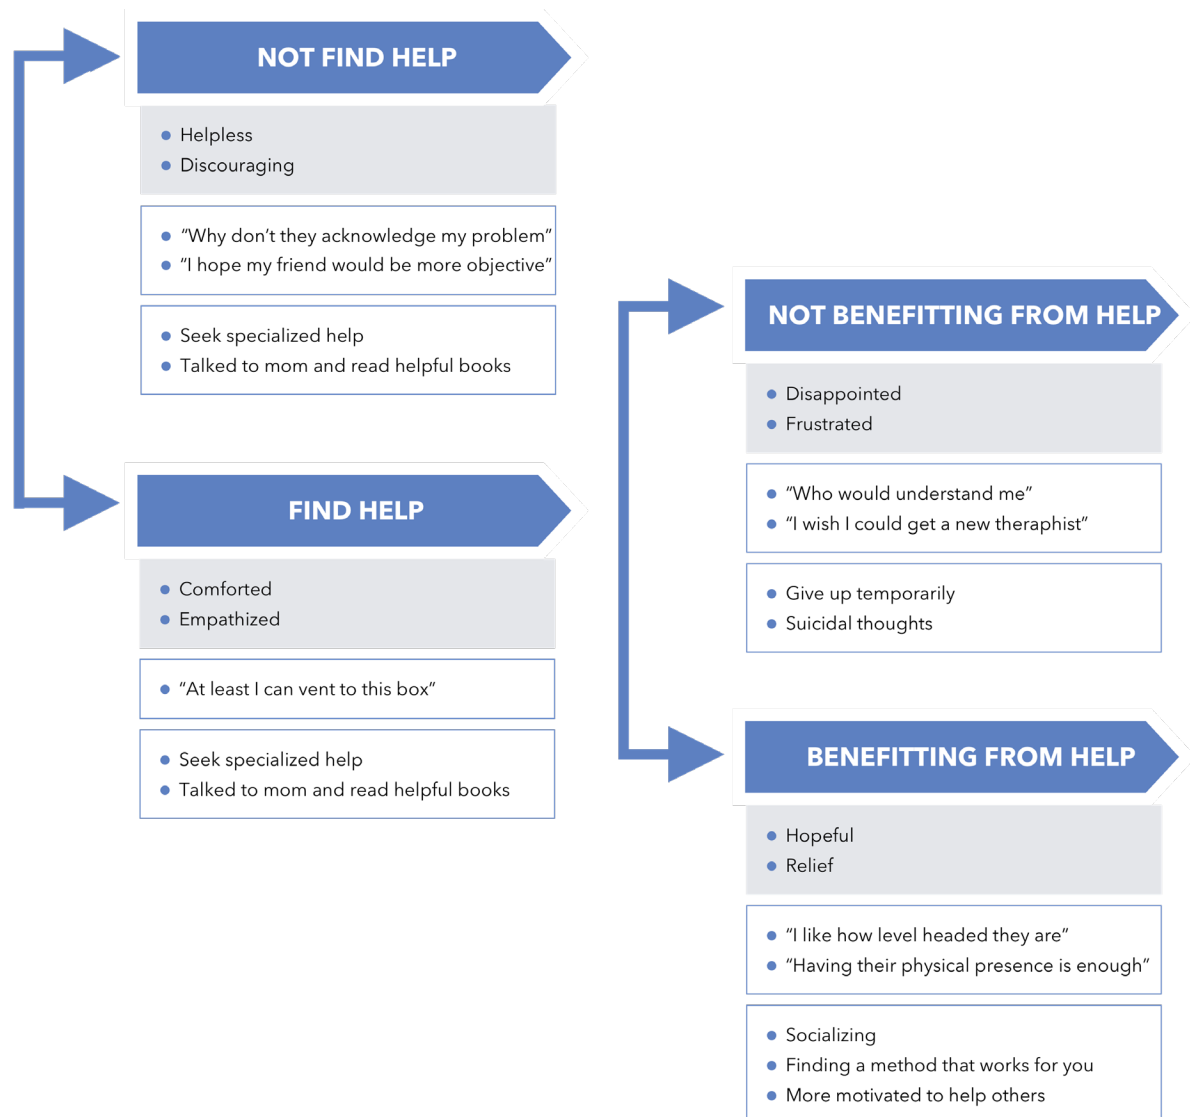 NOT FIND HELP
Helpless
Discouraging
“Why don’t they acknowledge my problem”
“I hope my friend would be more objective”
Seek specialized help
Talked to mom and read helpful books
FIND HELP
Comforted
Empathized
“At least I can vent to this box”
Seek specialized help
Talked to mom and read helpful books
NOT BENEFITTING FROM HELP
Disappointed
Frustrated
“Who would understand me”
“I wish I could get a new theraphist”
Give up temporarily
Suicidal thoughts
BENEFITTING FROM HELP
Hopeful
Relief
“I like how level headed they are”
“Having their physical presence is enough”
Socializing
Finding a method that works for you
More motivated to help others